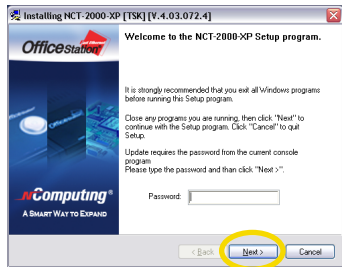 Installing NCT-2000-XP [TSK] [V.4.03.072.4]
OfficeStation
Welcome to the NCT-2000-XP Setup program.
It is strongly recommended that you exit all Windows programs
before running this Setup program.
Close any programs you are running, then click "Next" to
continue with the Setup program. Click "Cancel" to quit
Setup.
Update requires the password from the current console
program
Please type the password and than click "Next >".
Password:
NComputing®
A SMART WAY TO EXPAND
< Back
Next >
Cancel